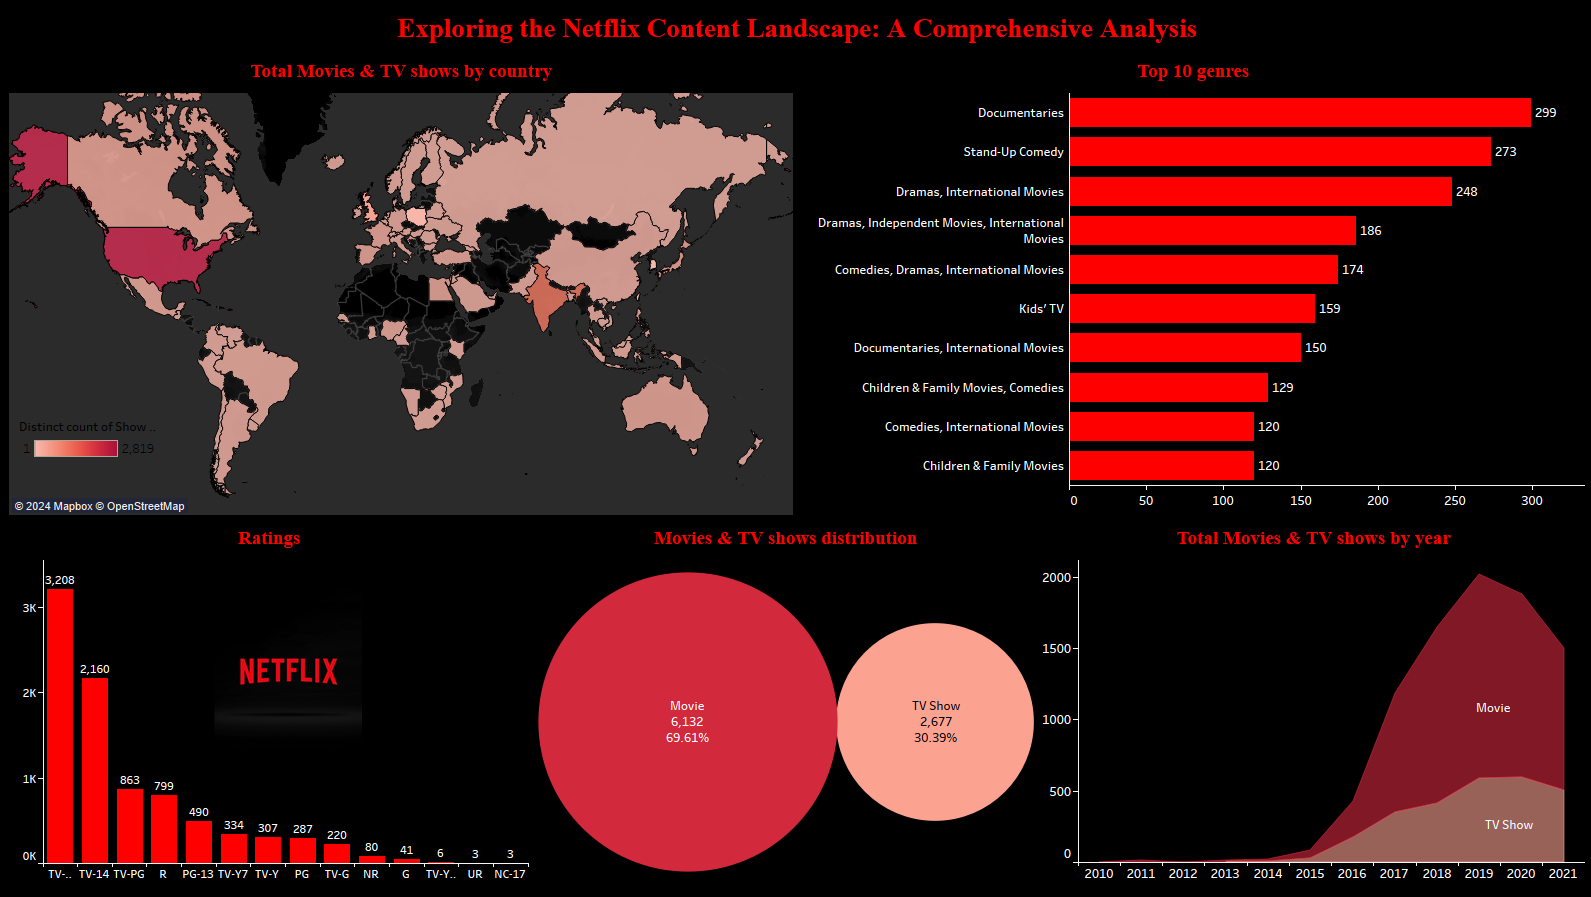 Exploring the Netflix Content Landscape: A Comprehensive Analysis
Total Movies & TV shows by country
Distinct count of Show ..
1 2,819
© 2024 Mapbox © OpenStreetMap
Top 10 genres
Documentaries 299
Stand-Up Comedy 273
Dramas, International Movies 248
Dramas, Independent Movies, International
Movies 186
Comedies, Dramas, International Movies 174
Kids’ TV 159
Documentaries, International Movies 150
Children & Family Movies, Comedies 129
Comedies, International Movies 120
Children & Family Movies 120
0 50 100 150 200 250 300
Ratings
3K
2K
1K
0K
3,208 2,160 863 799 490 334 307 287 220 80 41 6 3 3
TV-.. TV-14 TV-PG R PG-13 TV-Y7 TV-Y PG TV-G NR G TV-Y.. UR NC-17
NETFLIX
Movies & TV shows distribution
Movie
6,132
69.61%
TV Show
2,677
30.39%
Total Movies & TV shows by year
2000
1500
1000
500
0
Movie
TV Show
2010 2011 2012 2013 2014 2015 2016 2017 2018 2019 2020 2021